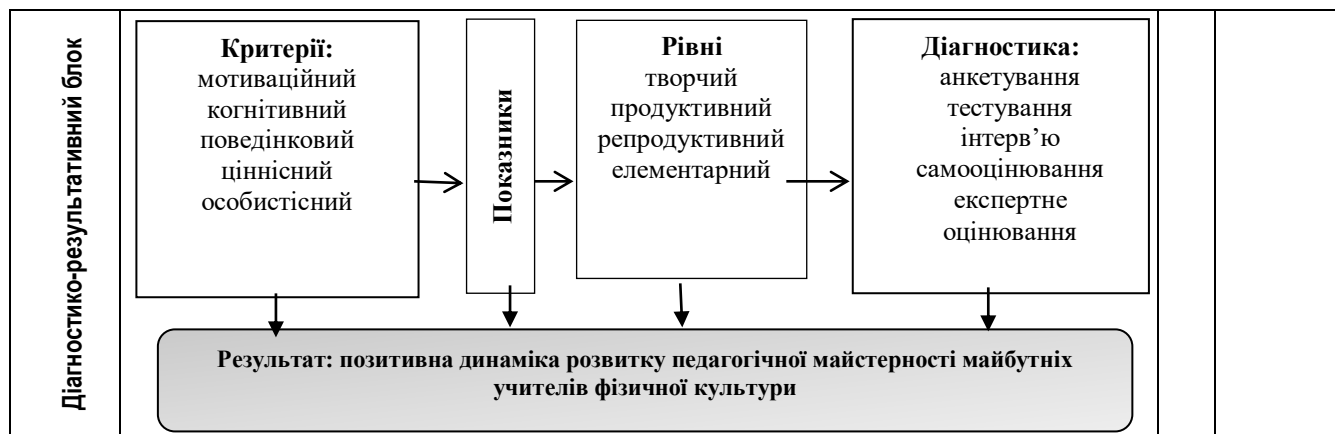 Діагностико-результативний блок
Критерії:
мотиваційний
когнітивний
поведінковий
ціннісний
особистісний
Показники
Рівні
творчий
продуктивний
репродуктивний
елементарний
Діагностика:
анкетування
тестування
інтерв’ю
самооцінювання
експертне
оцінювання
Результат: позитивна динаміка розвитку педагогічної майстерності майбутніх
учителів фізичної культури